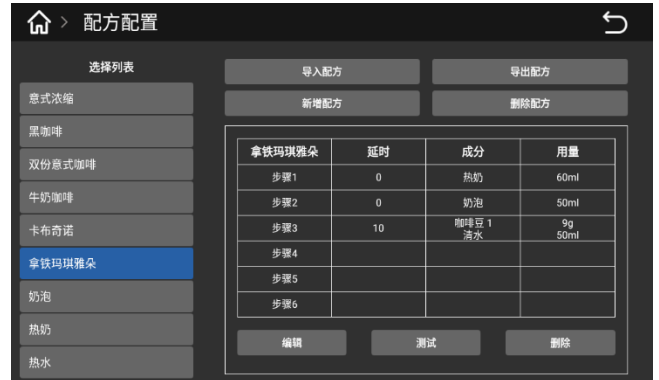 配方配置
选择列表
意式浓缩
黑咖啡
双份意式咖啡
牛奶咖啡
卡布奇诺
拿铁玛琪雅朵
奶泡
热奶
热水
导入配方 导出配方
新增配方 删除配方
拿铁玛琪雅朵 延时 成分 用量
步骤1 0 热奶 60ml
步骤2 0 奶泡 50ml
步骤3 10 咖啡豆 1 9g
清水 50ml
步骤4
步骤5
步骤6
编辑 测试 删除